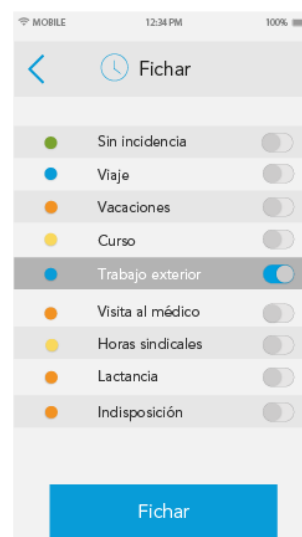 MOBILE 12:34 PM 100%
Fichar
Sin incidencia
Viaje
Vacaciones
Curso
Trabajo exterior
Visita al médico
Horas sindicales
Lactancia
Indisposición
Fichar